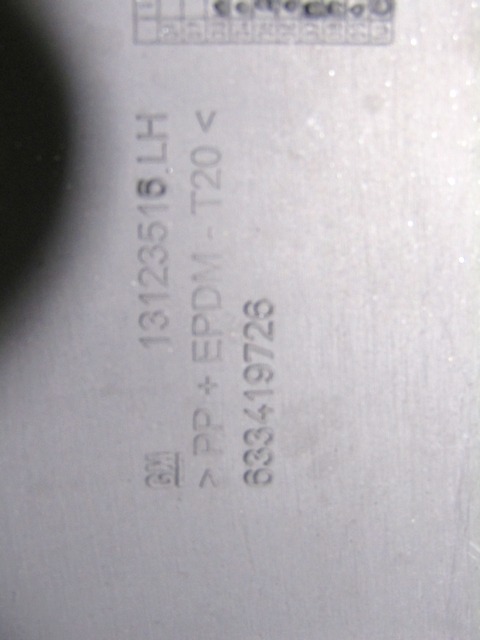 GM 13123516 LH
> PP + EPDM - T20 <
633419726